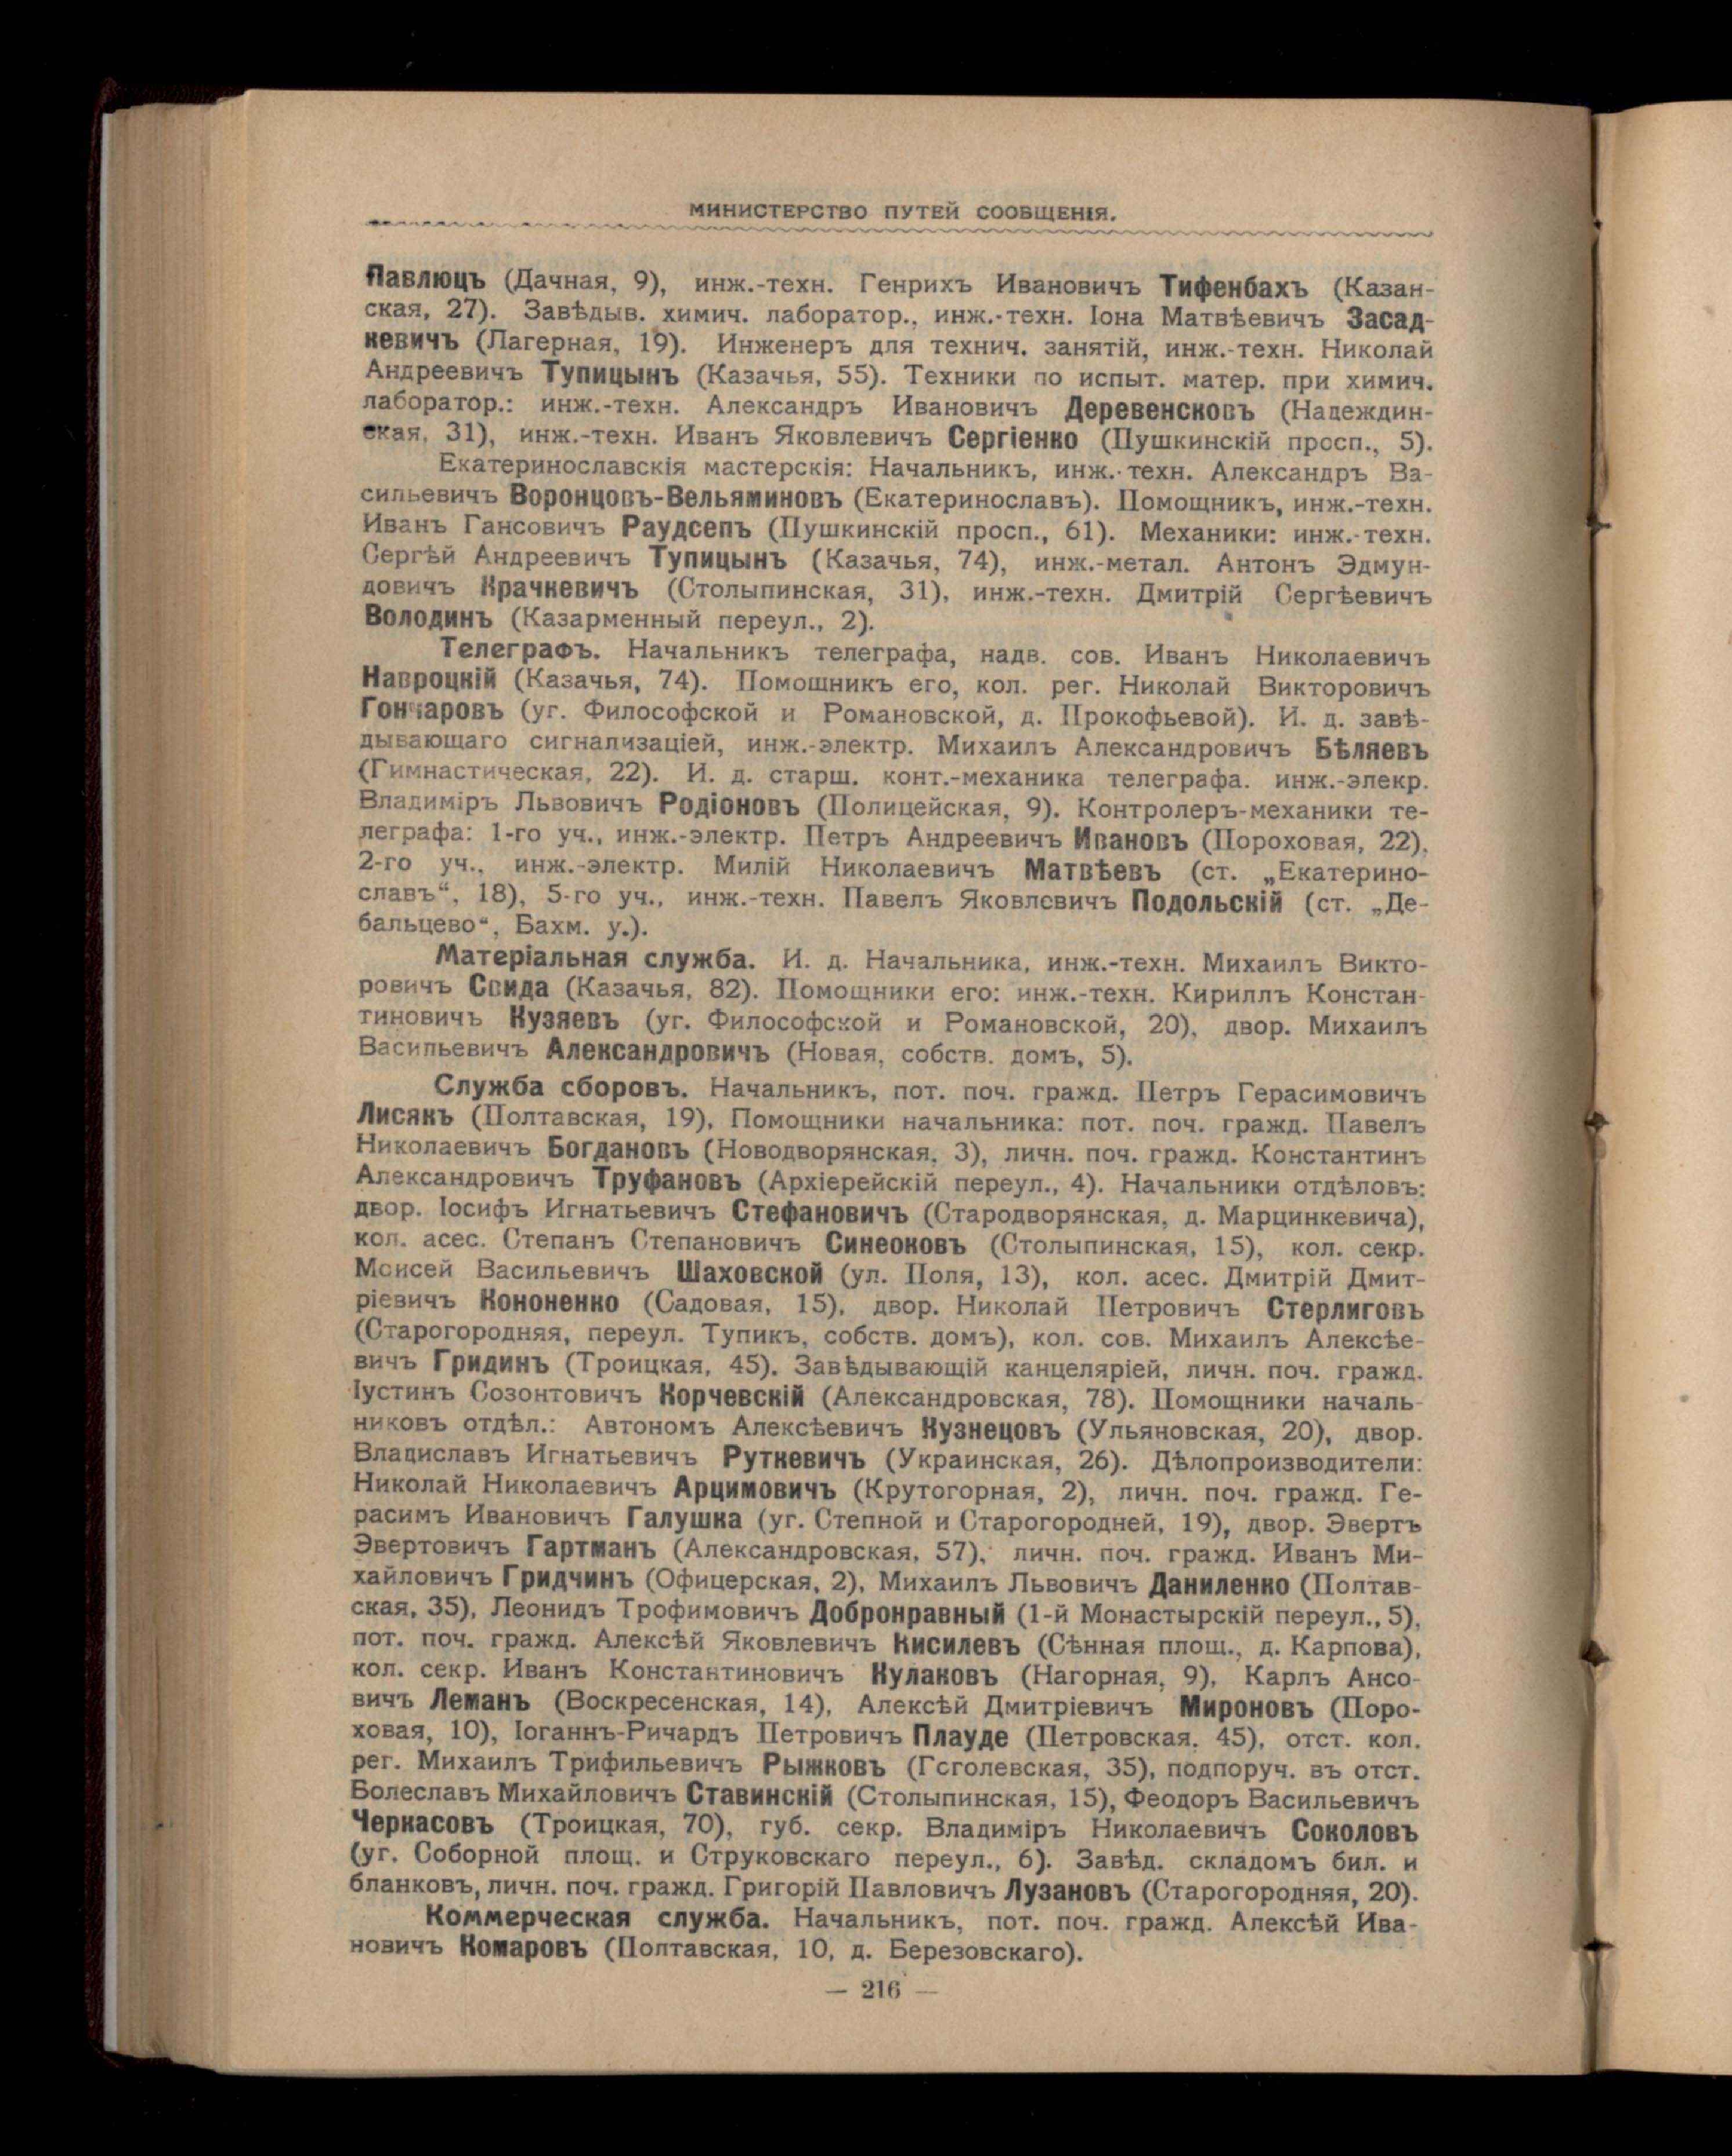 МИНИСТЕРСТВО ПУТЕЙ СООБЩЕНІЯ.
Павлюцъ (Дачная, 9), инж.-техн. Генрихъ Ивановичъ Тифенбахъ (Казан-
ская, 27). Завѣдыв. химич. лаборатор., инж.-техн. Іона Матвѣевичъ Засад-
кевичъ (Лагерная, 19). Инженеръ для технич. занятій, инж.-техн. Николай
Андреевичъ Тупицынъ (Казачья, 55). Техники по испыт. матер. при химич.
лаборатор.: инж.-техн. Александръ Ивановичъ Деревенсковъ (Надеждин-
ская, 31), инж.-техн. Иванъ Яковлевичъ Сергіенко (Пушкинскій просп., 5).
Екатеринославскія мастерскія: Начальникъ, инж.-техн. Александръ Ва-
сильевичъ Воронцовъ-Вельяминовъ (Екатеринославъ). Помощникъ, инж.-техн.
Иванъ Гансовичъ Раудсепъ (Пушкинскій просп., 61). Механики: инж.-техн.
Сергѣй Андреевичъ Тупицынъ (Казачья, 74), инж.-метал. Антонъ Эдмун-
довичъ Крачкевичъ (Столыпинская, 31), инж.-техн. Дмитрій Сергѣевичъ
Володинъ (Казарменный переул., 2).
Телеграфъ. Начальникъ телеграфа, надв. сов. Иванъ Николаевичъ
Навроцкій (Казачья, 74). Помощникъ его, кол. рег. Николай Викторовичъ
Гончаровъ (уг. Философской и Романовской, д. Прокофьевой). И. д. завѣ-
дывающаго сигнализаціей, инж.-электр. Михаилъ Александровичъ Бѣляевъ
(Гимнастическая, 22). И. д. старш. конт.-механика телеграфа. инж.-элекр.
Владиміръ Львовичъ Родіоновъ (Полицейская, 9). Контролеръ-механики те-
леграфа: 1-го уч., инж.-электр. Петръ Андреевичъ Ивановъ (Пороховая, 22),
2-го уч., инж.-электр. Милій Николаевичъ Матвѣевъ (ст. „Екатерино-
славъ“, 18), 5-го уч., инж.-техн. Павелъ Яковлевичъ Подольскій (ст. „Де-
бальцево“, Бахм. у.).
Матеріальная служба. И. д. Начальника, инж.-техн. Михаилъ Викто-
ровичъ Свида (Казачья, 82). Помощники его: инж.-техн. Кириллъ Констан-
тиновичъ Кузяевъ (уг. Философской и Романовской, 20), двор. Михаилъ
Васильевичъ Александровичъ (Новая, собств. домъ, 5).
Служба сборовъ. Начальникъ, пот. поч. гражд. Петръ Герасимовичъ
Лисякъ (Полтавская, 19), Помощники начальника: пот. поч. гражд. Павелъ
Николаевичъ Богдановъ (Новодворянская, 3), личн. поч. гражд. Константинъ
Александровичъ Труфановъ (Архіерейскій переул., 4). Начальники отдѣловъ:
двор. Іосифъ Игнатьевичъ Стефановичъ (Стародворянская, д. Марцинкевича),
кол. асес. Степанъ Степановичъ Синеоковъ (Столыпинская, 15), кол. секр.
Моисей Васильевичъ Шаховской (ул. Поля, 13), кол. асес. Дмитрій Дмит-
ріевичъ Кононенко (Садовая, 15), двор. Николай Петровичъ Стерлиговъ
(Старогородняя, переул. Тупикъ, собств. домъ), кол. сов. Михаилъ Алексѣе-
вичъ Гридинъ (Троицкая, 45). Завѣдывающій канцеляріей, личн. поч. гражд.
Іустинъ Созонтовичъ Корчевскій (Александровская, 78). Помощники началь-
никовъ отдѣл.: Автономъ Алексѣевичъ Кузнецовъ (Ульяновская, 20), двор.
Владиславъ Игнатьевичъ Руткевичъ (Украинская, 26). Дѣлопроизводители:
Николай Николаевичъ Арцимовичъ (Крутогорная, 2), личн. поч. гражд. Ге-
расимъ Ивановичъ Галушка (уг. Степной и Старогородней, 19), двор. Эвертъ
Эвертовичъ Гартманъ (Александровская, 57), личн. поч. гражд. Иванъ Ми-
хайловичъ Гридчинъ (Офицерская, 2), Михаилъ Львовичъ Даниленко (Полтав-
ская, 35), Леонидъ Трофимовичъ Добронравный (1-й Монастырскій переул., 5),
пот. поч. гражд. Алексѣй Яковлевичъ Кисилевъ (Сѣнная площ., д. Карпова),
кол. секр. Иванъ Константиновичъ Кулаковъ (Нагорная, 9), Карлъ Ансо-
вичъ Леманъ (Воскресенская, 14), Алексѣй Дмитріевичъ Мироновъ (Поро-
ховая, 10), Іоганнъ-Ричардъ Петровичъ Плауде (Петровская, 45), отст. кол.
рег. Михаилъ Трифильевичъ Рыжковъ (Гоголевская, 35), подпоруч. въ отст.
Болеславъ Михайловичъ Ставинскій (Столыпинская, 15), Феодоръ Васильевичъ
Черкасовъ (Троицкая, 70), губ. секр. Владиміръ Николаевичъ Соколовъ
(уг. Соборной площ. и Струковскаго переул., 6). Завѣд. складомъ бил. и
бланковъ, личн. поч. гражд. Григорій Павловичъ Лузановъ (Старогородняя, 20).
Коммерческая служба. Начальникъ, пот. поч. гражд. Алексѣй Ива-
новичъ Комаровъ (Полтавская, 10, д. Березовскаго).
— 216 —